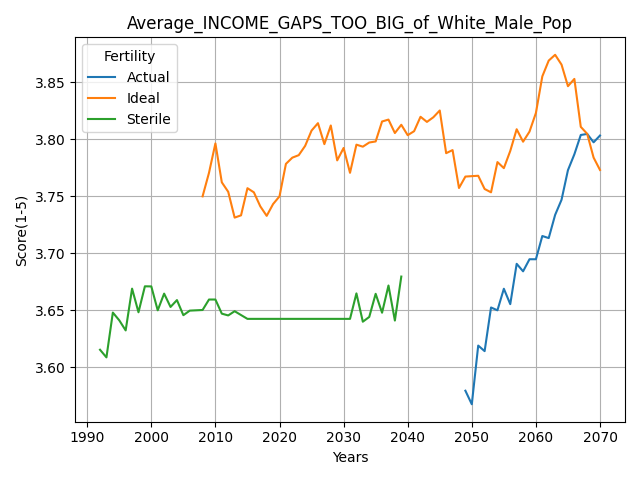 Average_INCOME_GAPS_TOO_BIG_of_White_Male_Pop
Fertility
Actual
Ideal
Sterile
Score(1-5)
3.85
3.80
3.75
3.70
3.65
3.60
1990 2000 2010 2020 2030 2040 2050 2060 2070
Years